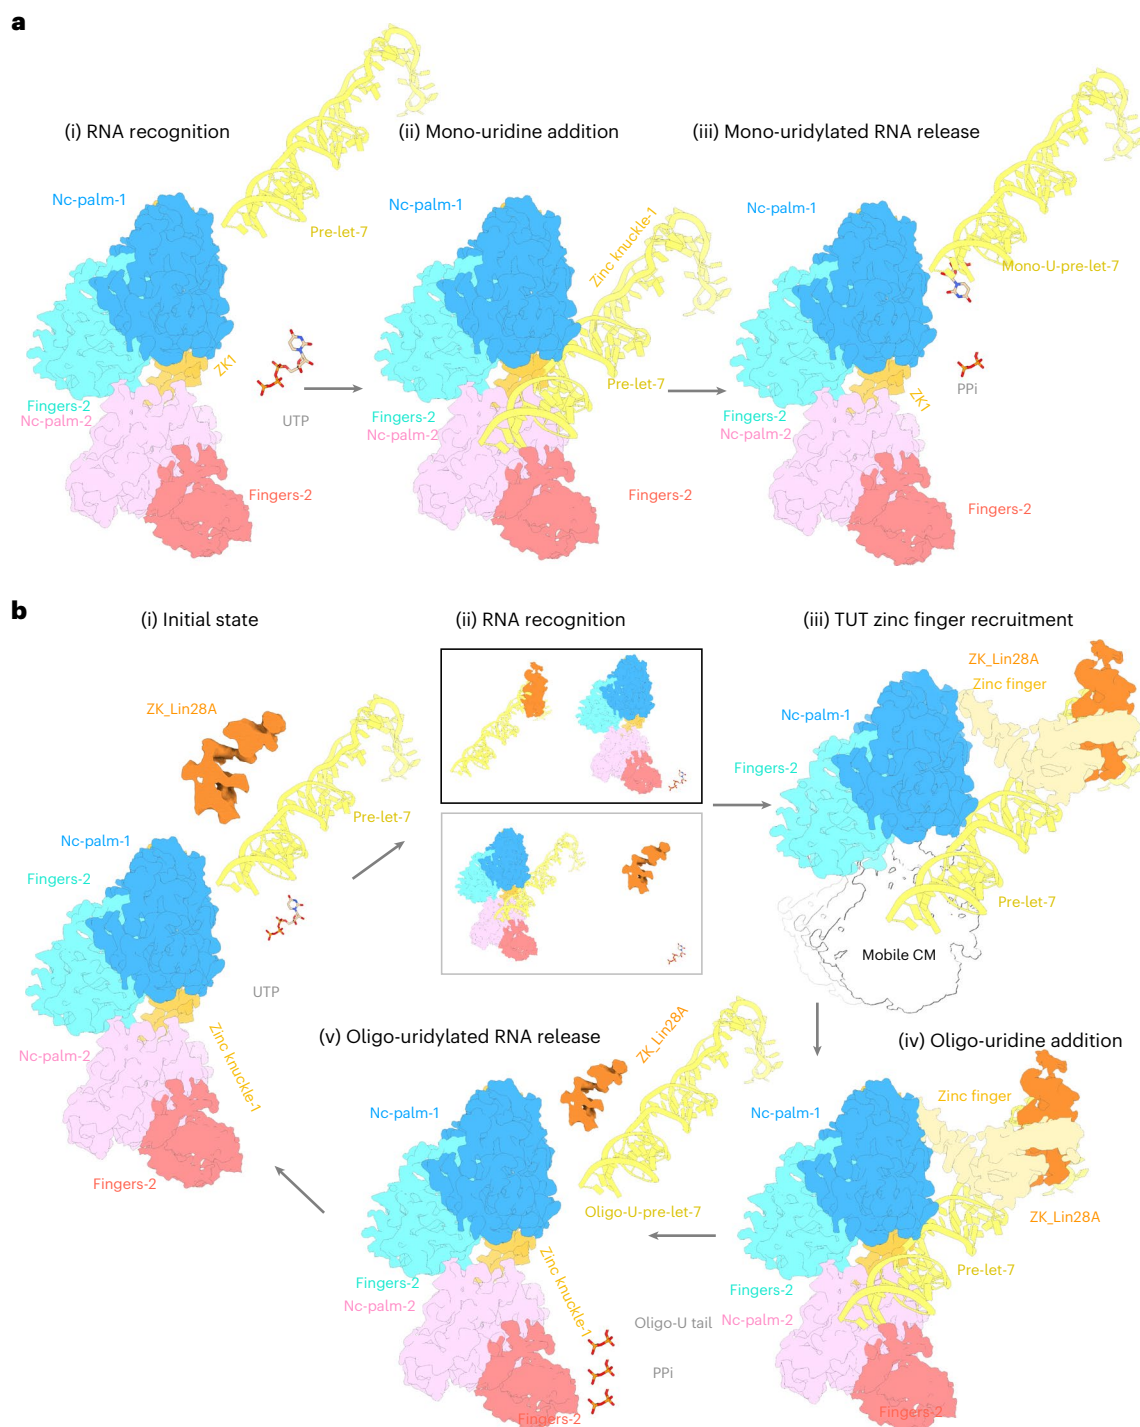 a
(i) RNA recognition
(ii) Mono-uridine addition
(iii) Mono-uridylated RNA release
Nc-palm-1
Pre-let-7
ZK1
Fingers-2
Nc-palm-2
UTP
Fingers-2
Nc-palm-1
Zinc knuckle-1
Pre-let-7
Fingers-2
Nc-palm-2
Fingers-2
Nc-palm-1
Mono-U-pre-let-7
PPi
ZK1
Fingers-2
Nc-palm-2
Fingers-2
b
(i) Initial state
(ii) RNA recognition
(iii) TUT zinc finger recruitment
ZK_Lin28A
Pre-let-7
Nc-palm-1
Fingers-2
UTP
Zinc knuckle-1
Nc-palm-2
Fingers-2
ZK_Lin28A
Zinc finger
Nc-palm-1
Fingers-2
Pre-let-7
Mobile CM
(iv) Oligo-uridine addition
Zinc finger
Nc-palm-1
ZK_Lin28A
Pre-let-7
Fingers-2
Nc-palm-2
Fingers-2
(v) Oligo-uridylated RNA release
ZK_Lin28A
Nc-palm-1
Oligo-U-pre-let-7
Zinc knuckle-1
Fingers-2
Nc-palm-2
Oligo-U tail
PPi
Fingers-2